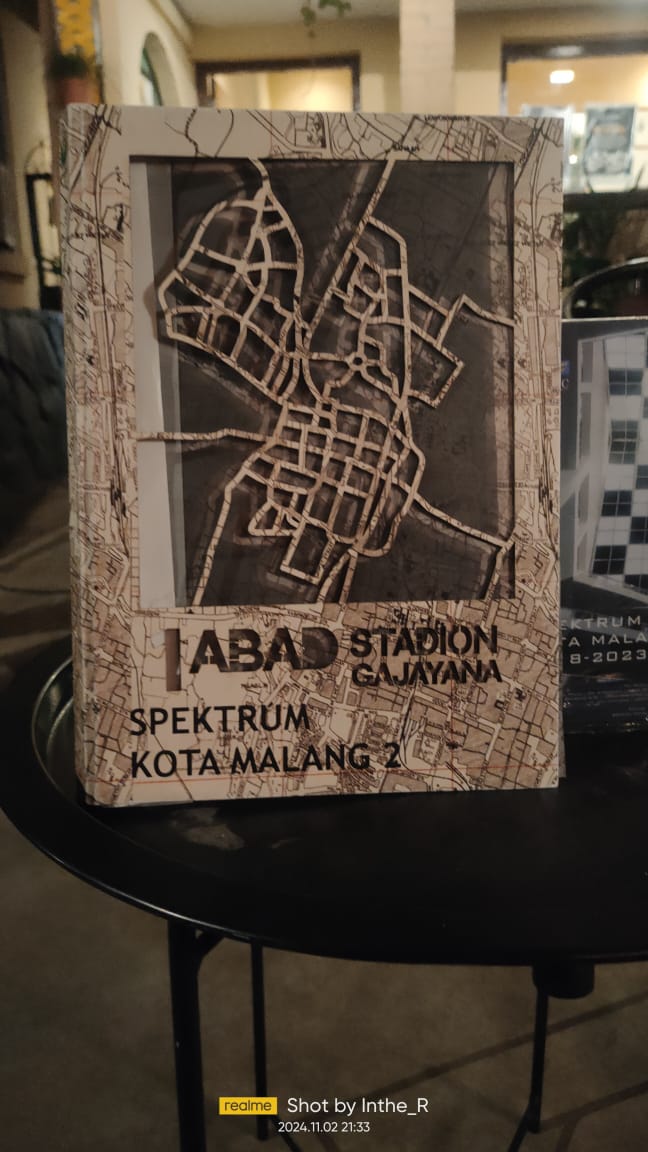 | ABAD STADION
GAJAYANA
SPEKTRUM
KOTA MALANG 2
EKTRUM
TA MALA
8-2023
realme Shot by Inthe_R
2024.11.02 21:33